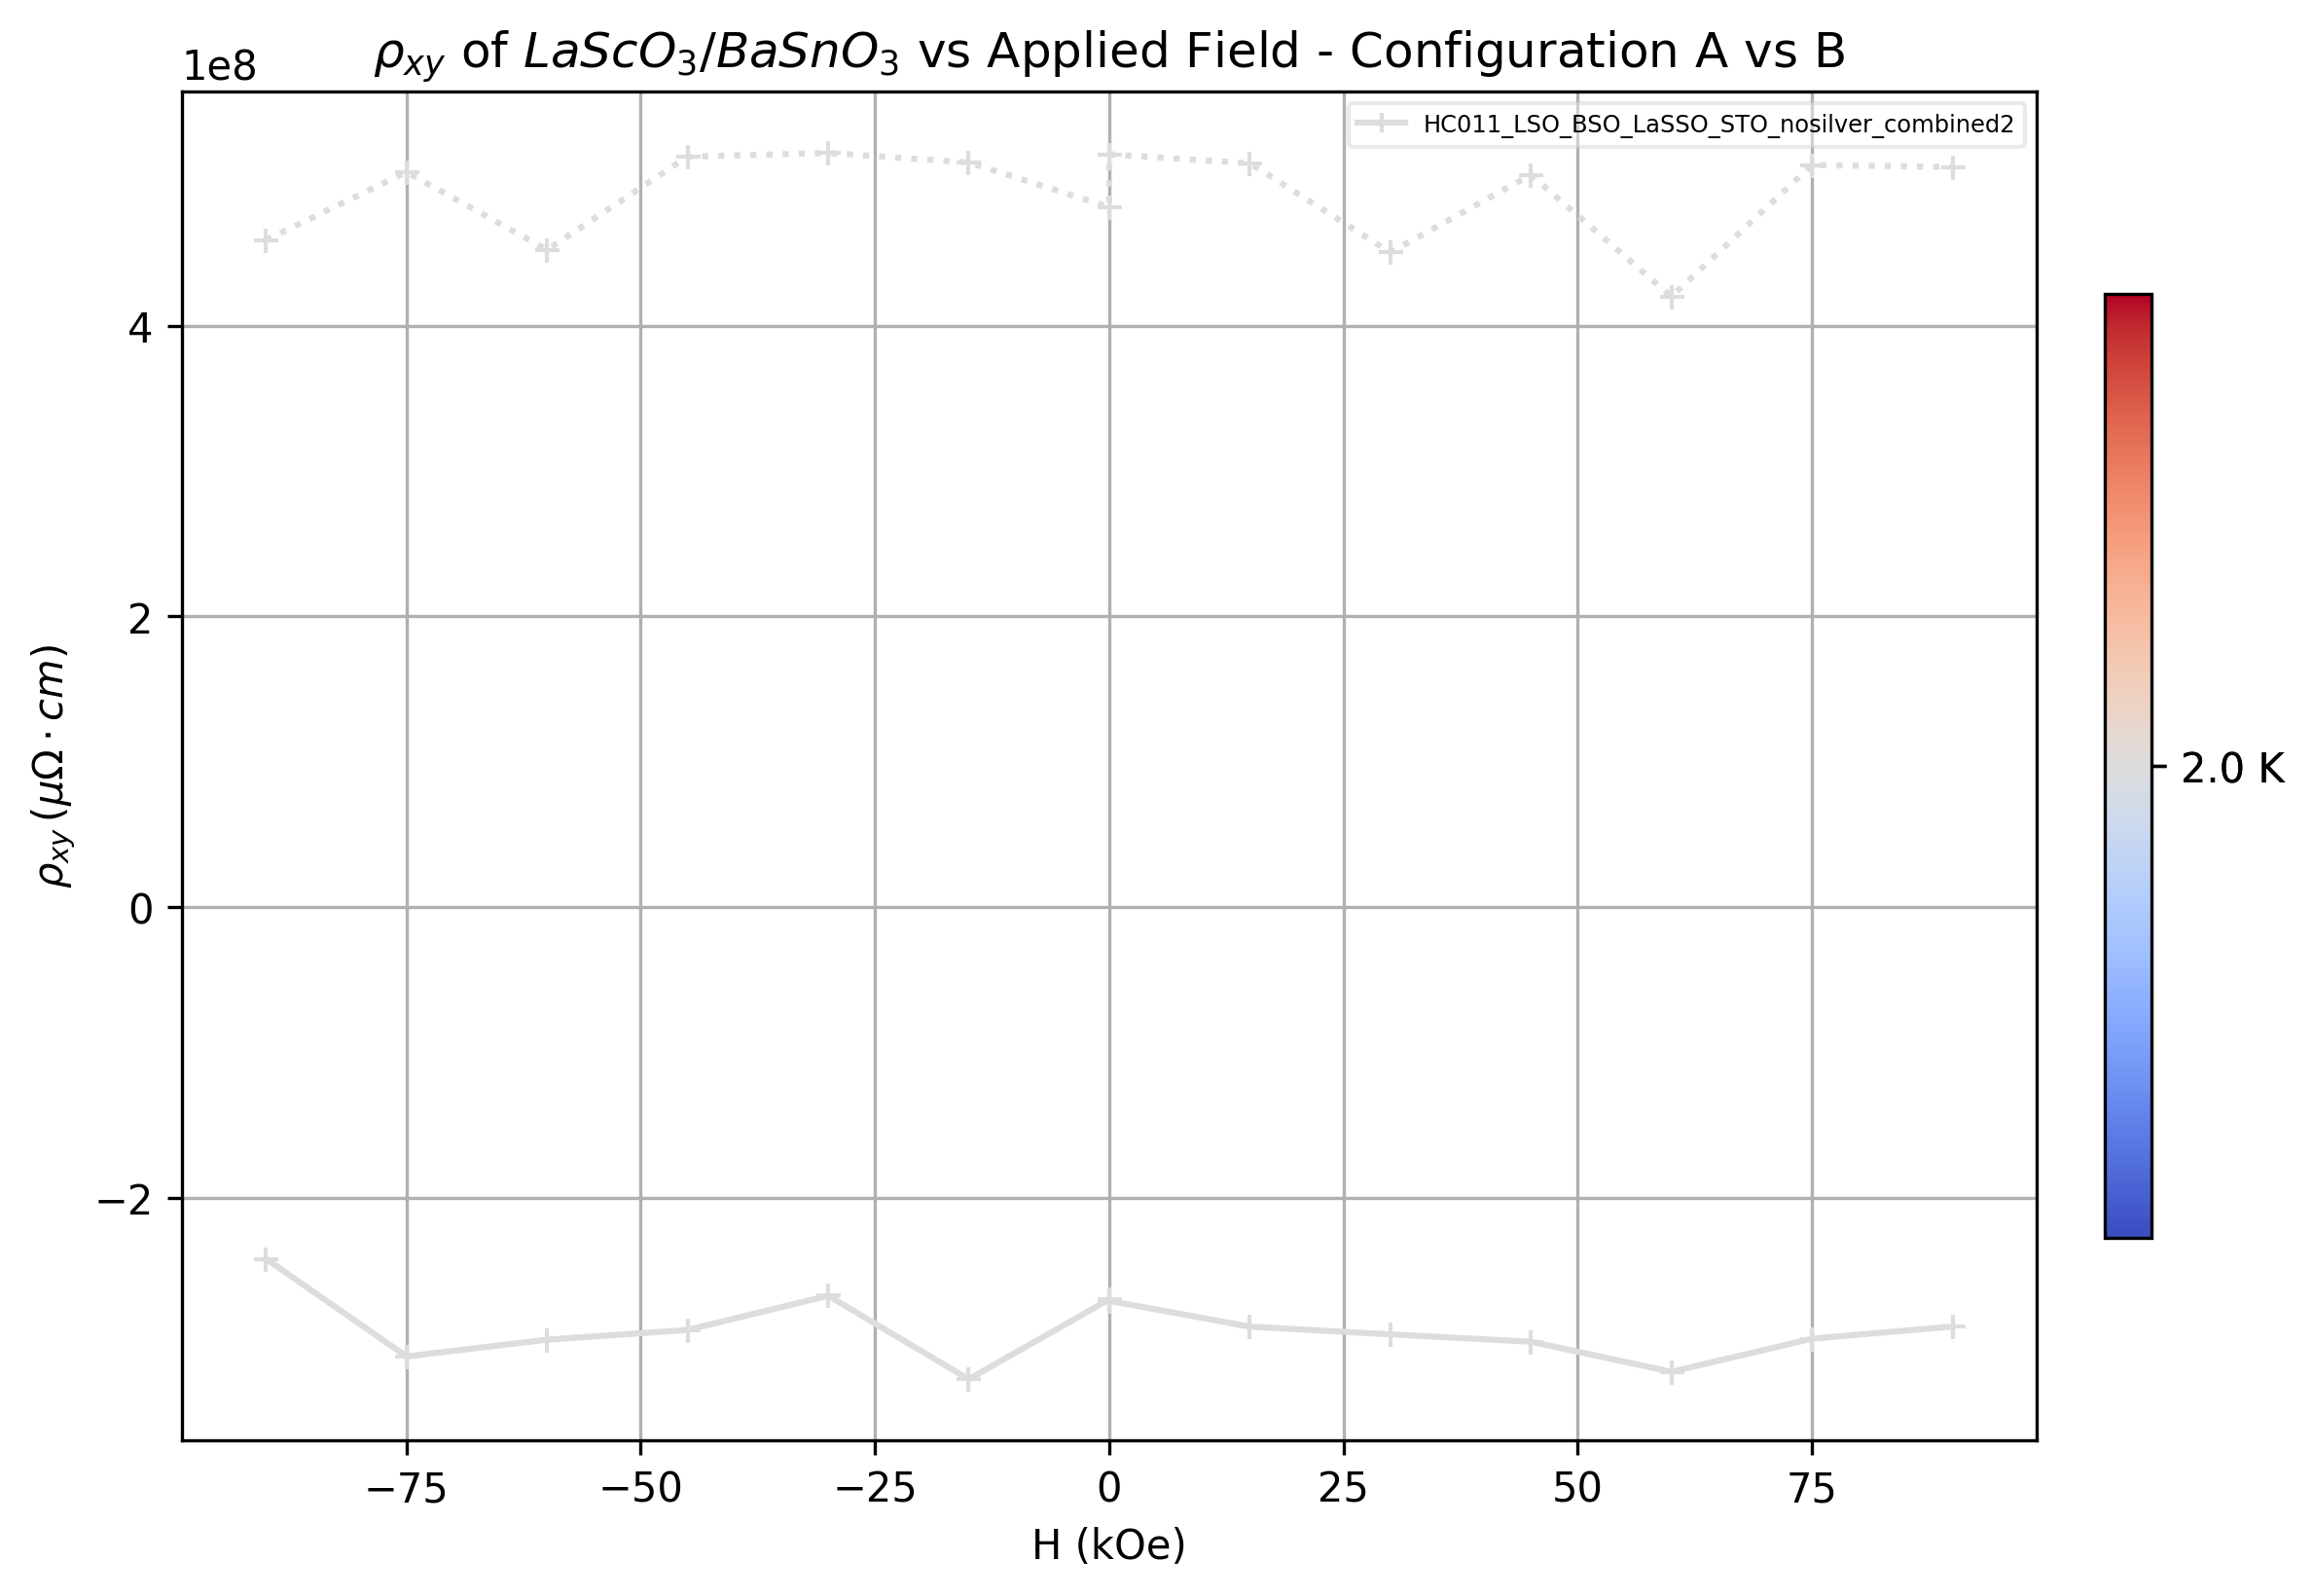 1e8
ρxy of LaScO3/BaSnO3 vs Applied Field - Configuration A vs B
HC011_LSO_BSO_LaSSO_STO_nosilver_combined2
4
2
0
−2
ρxy (μΩ · cm)
2.0 K
−75 −50 −25 0 25 50 75
H (kOe)